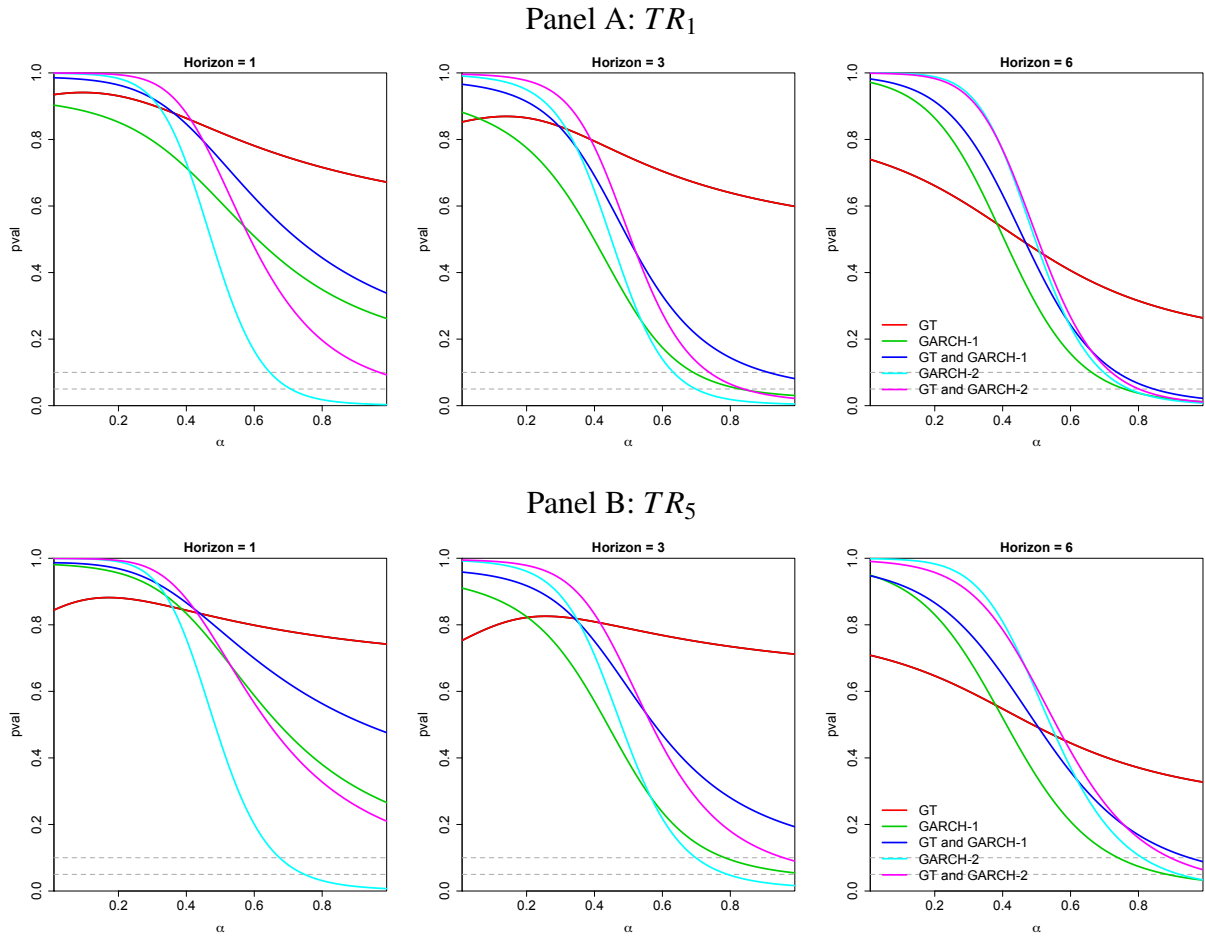 Panel A: TR₁
Horizon = 1
Horizon = 3
Horizon = 6
pval
0.0 0.2 0.4 0.6 0.8 1.0
0.2 0.4 0.6 0.8
α
pval
0.0 0.2 0.4 0.6 0.8 1.0
0.2 0.4 0.6 0.8
α
pval
0.0 0.2 0.4 0.6 0.8 1.0
0.2 0.4 0.6 0.8
α
GT
GARCH-1
GT and GARCH-1
GARCH-2
GT and GARCH-2
Panel B: TR₅
Horizon = 1
Horizon = 3
Horizon = 6
pval
0.0 0.2 0.4 0.6 0.8 1.0
0.2 0.4 0.6 0.8
α
pval
0.0 0.2 0.4 0.6 0.8 1.0
0.2 0.4 0.6 0.8
α
pval
0.0 0.2 0.4 0.6 0.8 1.0
0.2 0.4 0.6 0.8
α
GT
GARCH-1
GT and GARCH-1
GARCH-2
GT and GARCH-2